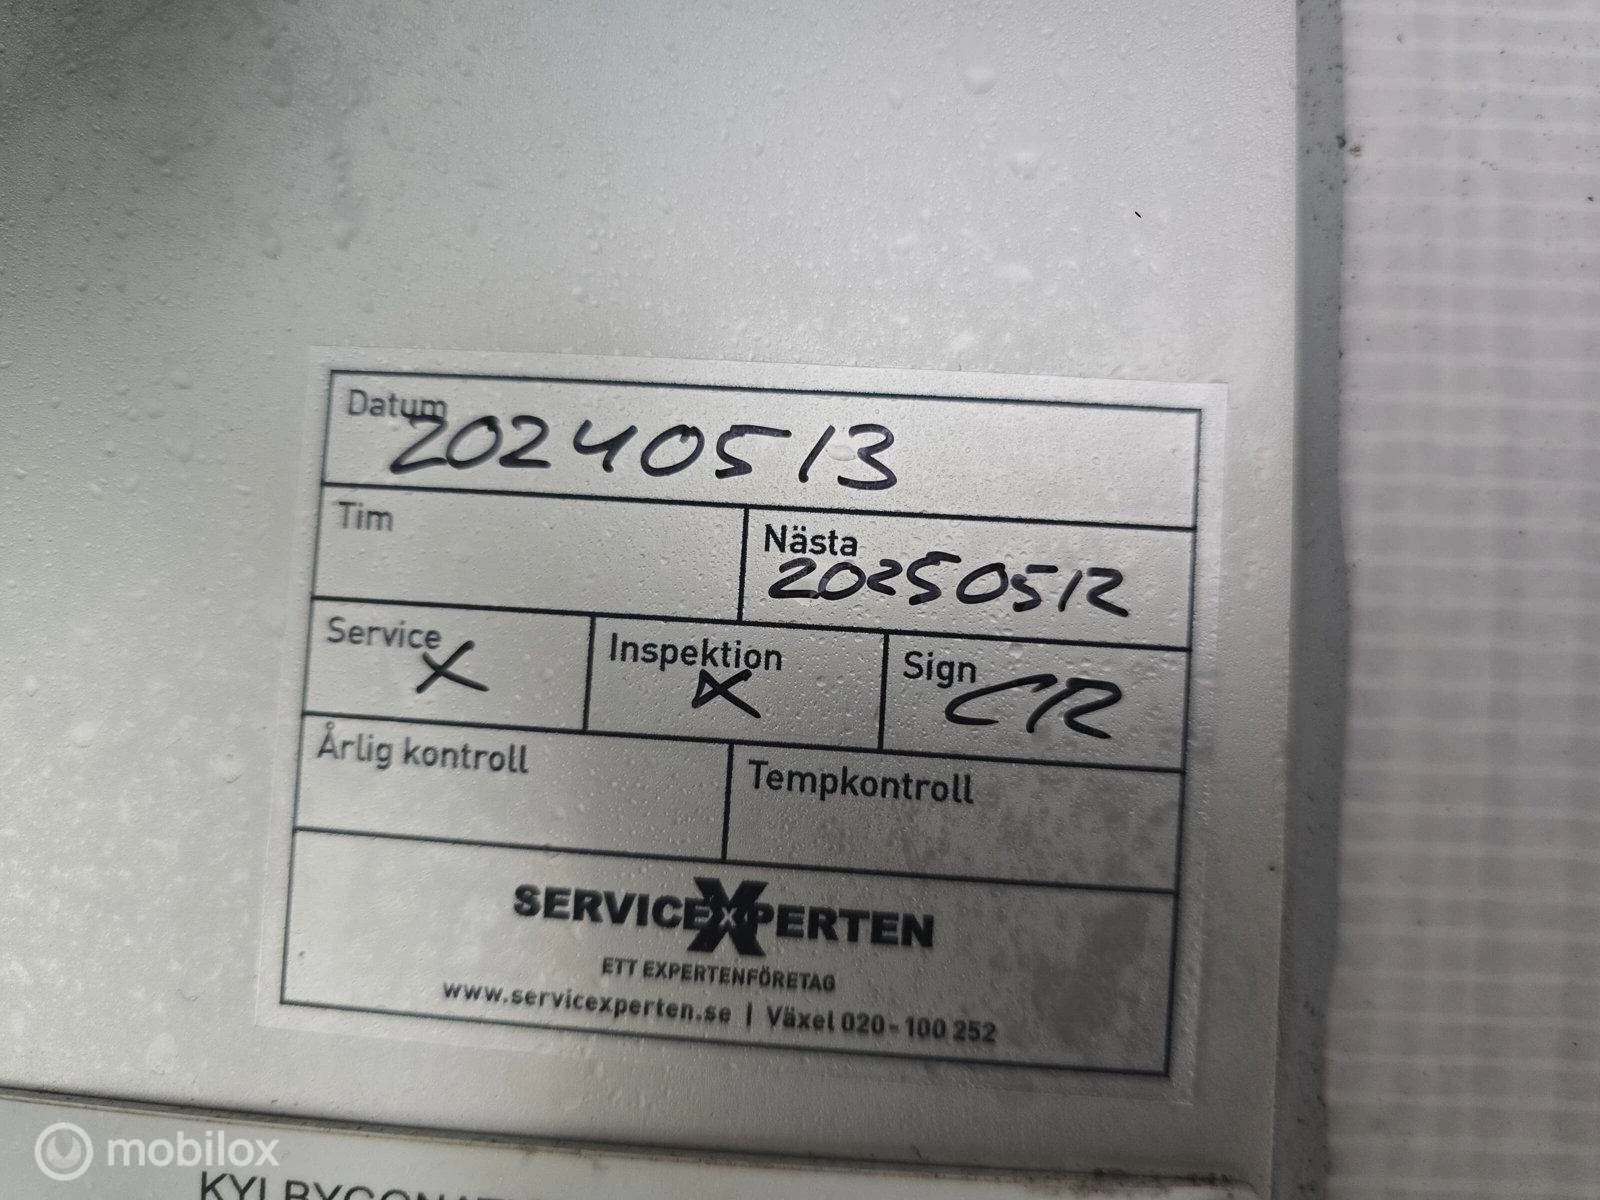 Datum
20240513
Tim
Nästa
20250512
Service X
Inspektion X
Sign CR
Årlig kontroll
Tempkontroll
SERVICEXPERTEN
ETT EXPERTENFÖRETAG
www.servicexperten.se | Växel 020-100 252
mobilox